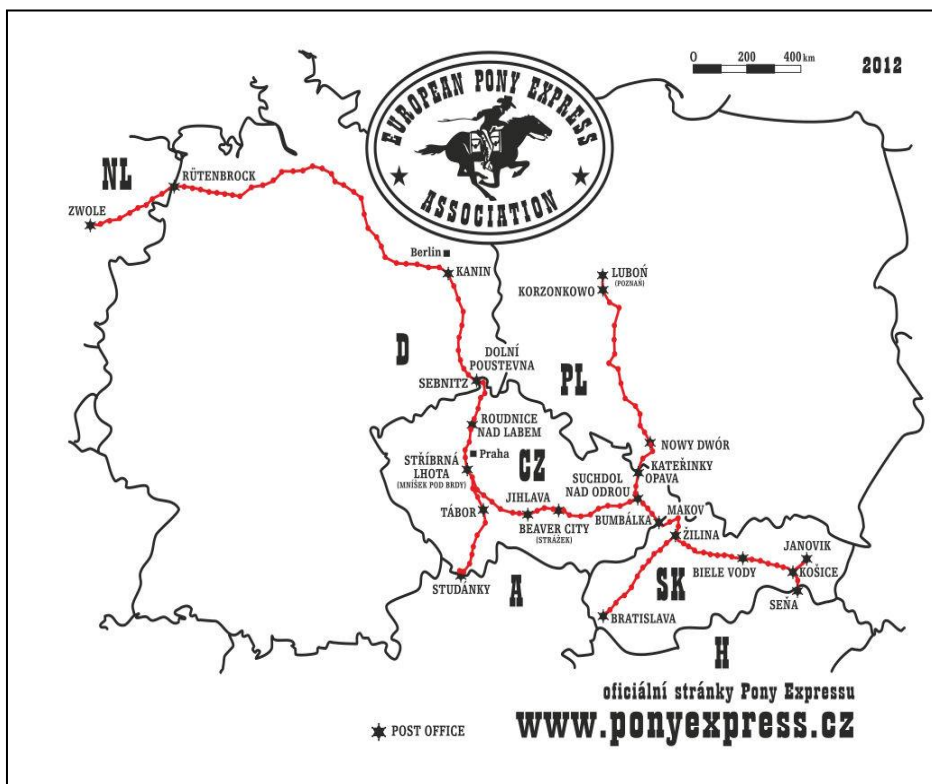 EUROPEAN PONY EXPRESS
ASSOCIATION
0 200 400 km
2012
NL
RÜTENBROCK
ZWOLE
Berlin
KANIN
LUBOŃ
(POZNAŃ)
KORZONKOWO
D
DOLNÍ
POUSTEVNA
SEBNITZ
PL
ROUDNICE
NAD LABEM
Praha
NOWY DWÓR
STŘÍBRNÁ
LHOTA
(MNÍŠEK POD BRDY)
CZ
KATEŘINKY
OPAVA
SUCHDOL
NAD ODROU
JIHLAVA
TÁBOR
BEAVER CITY
(STRÁŽEK)
BUMBÁLKA
MAKOV
ŽILINA
JANOVIK
BIELE VODY
KOŠICE
STUDÁNKY
A
SK
SEŇA
BRATISLAVA
H
oficiální stránky Pony Expressu
POST OFFICE
www.ponyexpress.cz